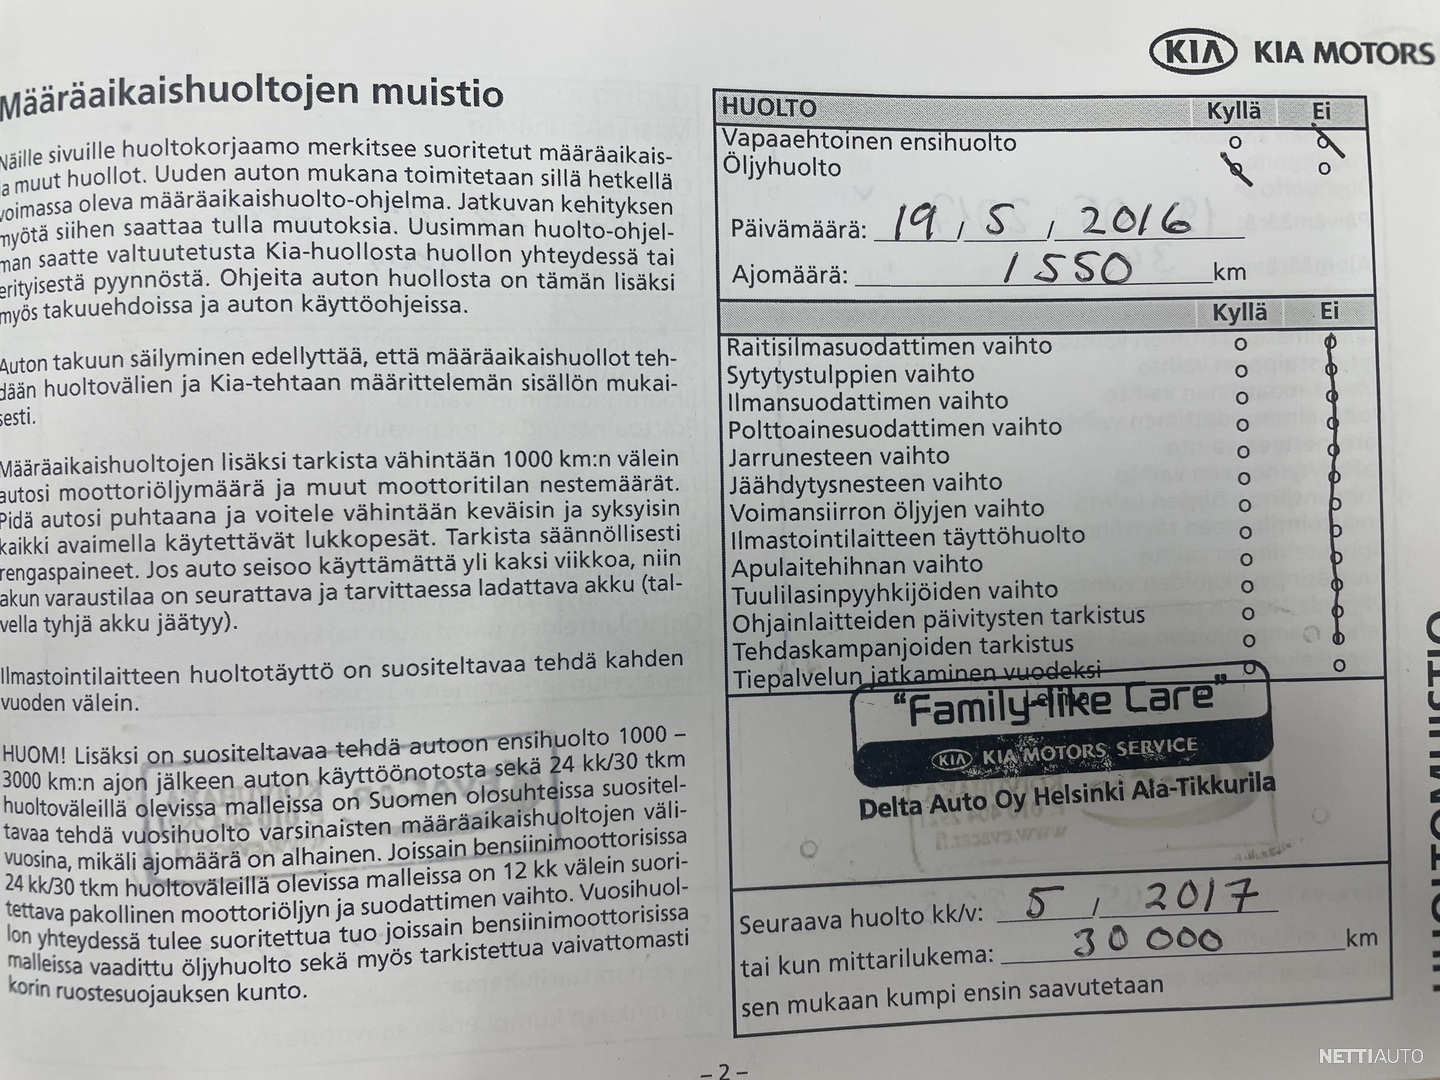 KIA KIA MOTORS
Määräaikaishuoltojen muistio
Näille sivuille huoltokorjaamo merkitsee suoritetut määräaikais-
ja muut huollot. Uuden auton mukana toimitetaan sillä hetkellä
voimassa oleva määräaikaishuolto-ohjelma. Jatkuvan kehityksen
myötä siihen saattaa tulla muutoksia. Uusimman huolto-ohjel-
man saatte valtuutetusta Kia-huollosta huollon yhteydessä tai
erityisestä pyynnöstä. Ohjeita auton huollosta on tämän lisäksi
myös takuuehdoissa ja auton käyttöohjeissa.
Auton takuun säilyminen edellyttää, että määräaikaishuollot teh-
dään huoltovälien ja Kia-tehtaan määrittelemän sisällön mukai-
sesti.
Määräaikaishuoltojen lisäksi tarkista vähintään 1000 km:n välein
autosi moottoriöljymäärä ja muut moottoritilan nestemäärät.
Pidä autosi puhtaana ja voitele vähintään keväisin ja syksyisin
kaikki avaimella käytettävät lukkopesät. Tarkista säännöllisesti
rengaspaineet. Jos auto seisoo käyttämättä yli kaksi viikkoa, niin
akun varaustilaa on seurattava ja tarvittaessa ladattava akku (tal-
vella tyhjä akku jäätyy).
Ilmastointilaitteen huoltotäyttö on suositeltavaa tehdä kahden
vuoden välein.
HUOM! Lisäksi on suositeltavaa tehdä autoon ensihuolto 1000 –
3000 km:n ajon jälkeen auton käyttöönotosta sekä 24 kk/30 tkm
huoltoväleillä olevissa malleissa on Suomen olosuhteissa suositel-
tavaa tehdä vuosihuolto varsinaisten määräaikaishuoltojen väli-
vuosina, mikäli ajomäärä on alhainen. Joissain bensiinimoottorisissa
24 kk/30 tkm huoltoväleillä olevissa malleissa on 12 kk välein suori-
tettava pakollinen moottoriöljyn ja suodattimen vaihto. Vuosihuol-
lon yhteydessä tulee suoritettua tuo joissain bensiinimoottorisissa
malleissa vaadittu öljyhuolto sekä myös tarkistettua vaivattomasti
korin ruostesuojauksen kunto.
HUOLTO Kyllä Ei
Vapaaehtoinen ensihuolto
Öljyhuolto
Päivämäärä: 19 / 5 / 2016
Ajomäärä: 1550 km
Kyllä Ei
Raitisilmasuodattimen vaihto
Sytytystulppien vaihto
Ilmansuodattimen vaihto
Polttoainesuodattimen vaihto
Jarrunesteen vaihto
Jäähdytysnesteen vaihto
Voimansiirron öljyjen vaihto
Ilmastointilaitteen täyttöhuolto
Apulaitehihnan vaihto
Tuulilasinpyyhkijöiden vaihto
Ohjainlaitteiden päivitysten tarkistus
Tehdaskampanjoiden tarkistus
Tiepalvelun jatkaminen vuodeksi
"Family-like Care"
KIA KIA MOTORS SERVICE
Delta Auto Oy Helsinki Ala-Tikkurila
Seuraava huolto kk/v: 5 / 2017
tai kun mittarilukema: 30 000 km
sen mukaan kumpi ensin saavutetaan
– 2 –
NETTIAUTO